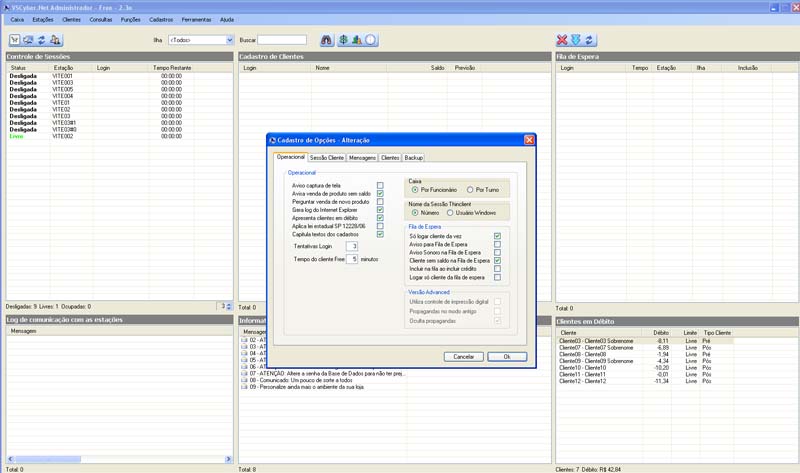 VSCyber.Net Administrador - Free - 2.3o
Caixa Estações Clientes Consultas Funções Cadastros Ferramentas Ajuda
Ilha <Todos> Buscar
Controle de Sessões
Status Estação Login Tempo Restante
Desligada VITE001 00:00:00
Desligada VITE003 00:00:00
Desligada VITE005 00:00:00
Desligada VITE004 00:00:00
Desligada VITE01 00:00:00
Desligada VITE02 00:00:00
Desligada VITE03 00:00:00
Desligada VITE03#1 00:00:00
Desligada VITE03#0 00:00:00
Livre VITE002 00:00:00
Desligadas: 9 Livres: 1 Ocupadas: 0 3
Cadastro de Clientes
Login Nome Saldo Previsão
Total: 0
Fila de Espera
Login Tempo Estação Ilha Inclusão
Total: 0
Cadastro de Opções - Alteração
Operacional Sessão Cliente Mensagens Clientes Backup
Operacional
Aviso captura de tela
Avisa venda de produto sem saldo
Perguntar venda de novo produto
Gera log do Internet Explorer
Apresenta clientes em débito
Aplica lei estadual SP 12228/06
Capitula textos dos cadastros
Tentativas Login 3
Tempo do cliente Free 5 minutos
Caixa
Por Funcionário Por Turno
Nome da Sessão Thinclient
Número Usuário Windows
Fila de Espera
Só logar cliente da vez
Aviso para Fila de Espera
Aviso Sonoro na Fila de Espera
Cliente sem saldo na Fila de Espera
Incluir na fila ao incluir crédito
Logar só cliente da fila de espera
Versão Advanced
Utiliza controle de impressão digital
Propagandas no modo antigo
Oculta propagandas
Cancelar Ok
Log de comunicação com as estações
Mensagem
Total: 0
Informat
Mensagem
02 - ATE
03 - ATE
04 - ATE
05 - ATE
06 - ATE
07 - ATENÇÃO: Altere a senha da Base de Dados para não ter prej...
08 - Comunicado: Um pouco de sorte a todos
09 - Personalize ainda mais o ambiente da sua loja
Total: 8
Clientes em Débito
Cliente Débito Limite Tipo Cliente
Cliente03 - Cliente03 Sobrenome -8,11 Livre Pré
Cliente07 - Cliente07 Sobrenome -6,89 Livre Pós
Cliente08 - Cliente08 -1,94 Livre Pré
Cliente09 - Cliente09 Sobrenome -4,34 Livre Pós
Cliente10 - Cliente10 -10,20 Livre Pós
Cliente11 - Cliente11 -0,01 Livre Pós
Cliente12 - Cliente12 -11,34 Livre Pós
Clientes: 7 Débito: R$ 42,84